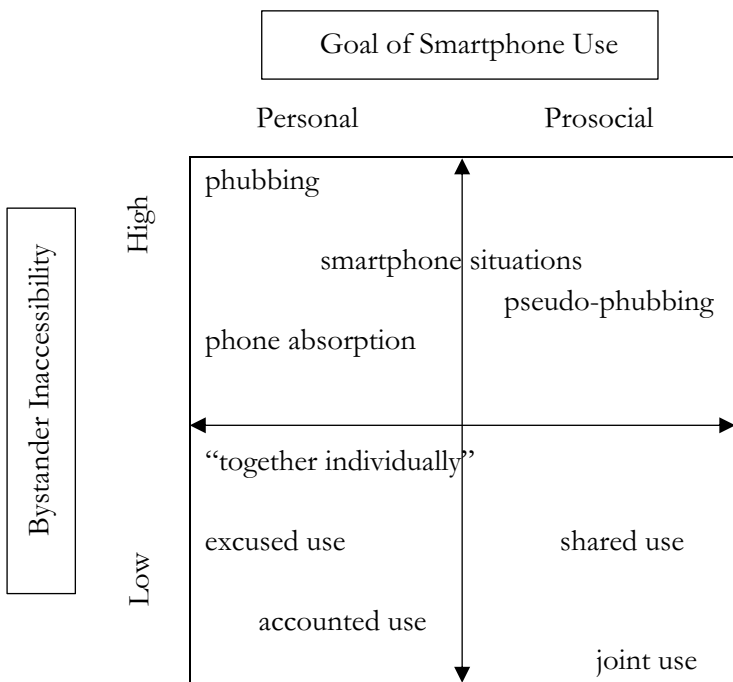 Goal of Smartphone Use
Personal
Prosocial
Bystander Inaccessibility
High
Low
phubbing
smartphone situations
pseudo-phubbing
phone absorption
“together individually”
excused use
shared use
accounted use
joint use